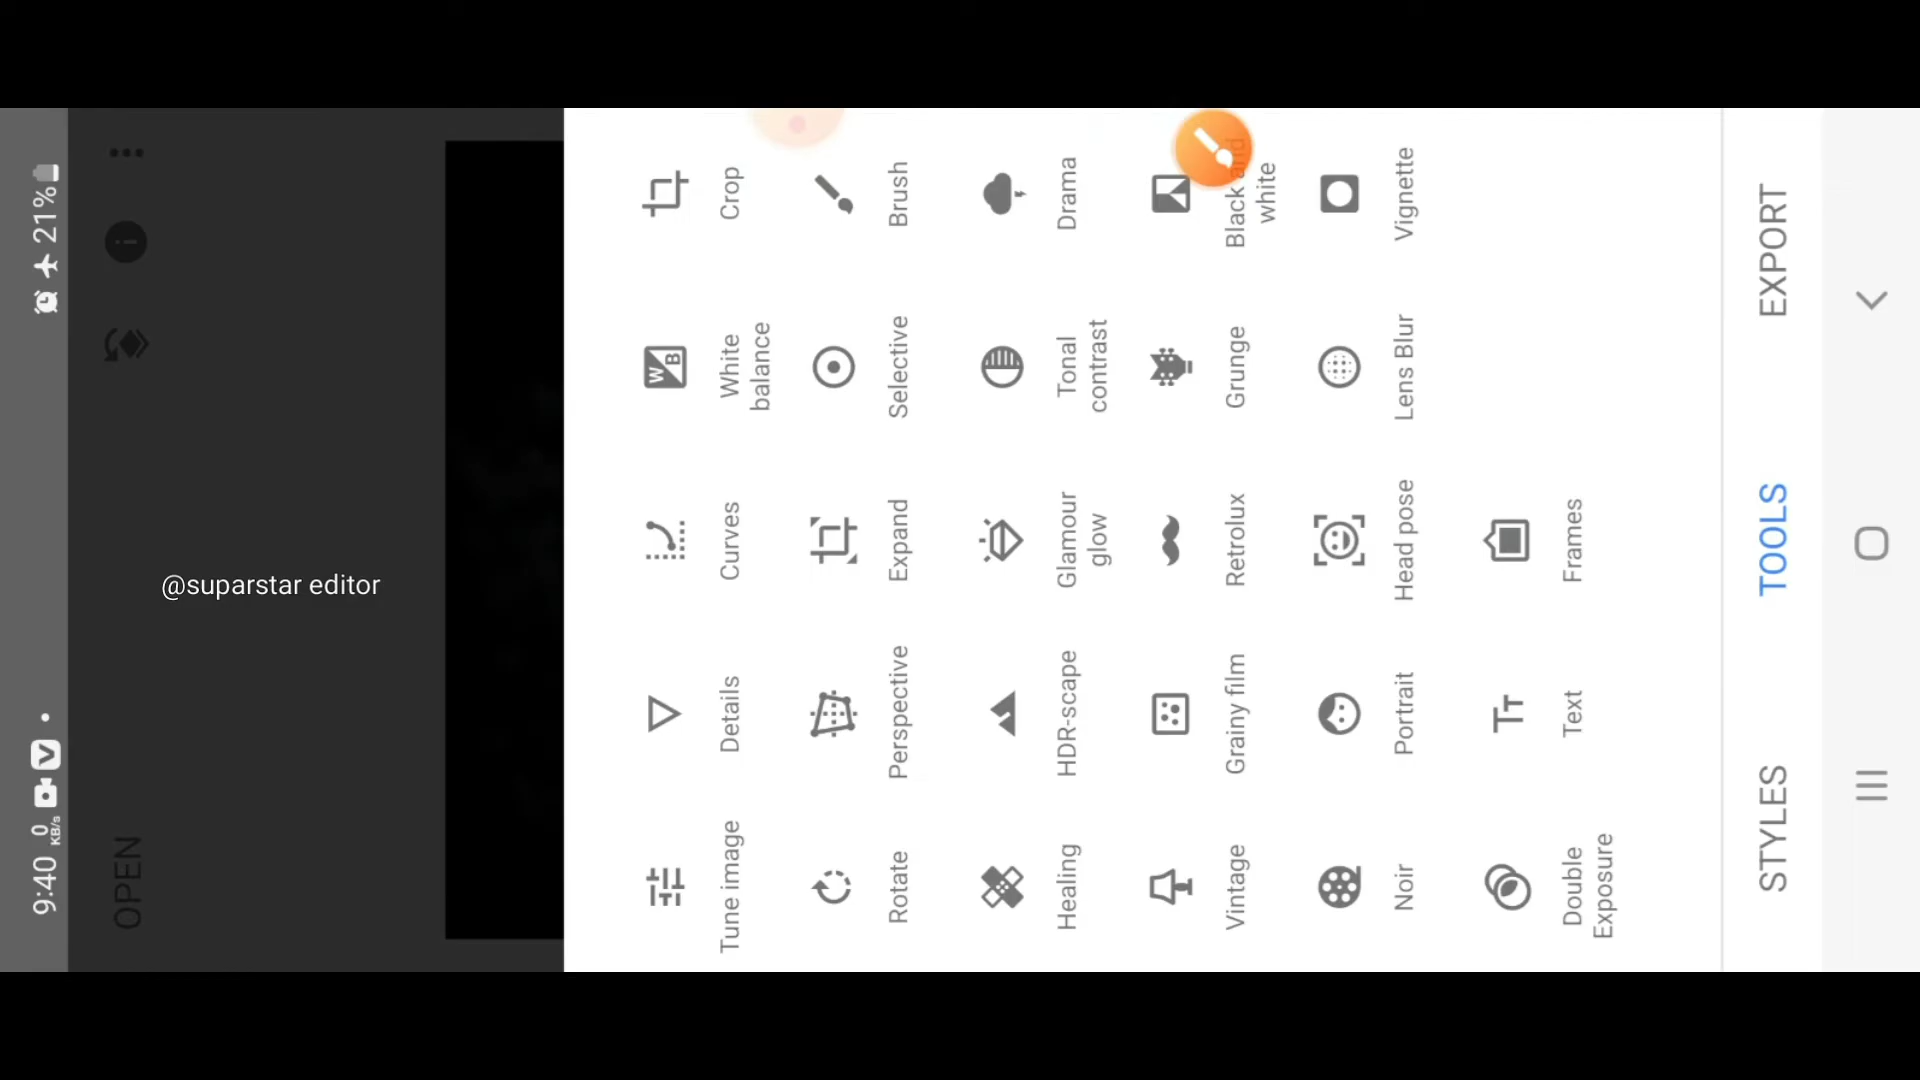 9:40 0 KB/s
21%
OPEN
@suparstar editor
Tune image
Details
Curves
White
balance
Crop
Rotate
Perspective
Expand
Selective
Brush
Healing
HDR-scape
Glamour
glow
Tonal
contrast
Drama
Vintage
Grainy film
Retrolux
Grunge
Black and
white
Noir
Portrait
Head pose
Lens Blur
Vignette
Double
Exposure
Text
Frames
STYLES
TOOLS
EXPORT